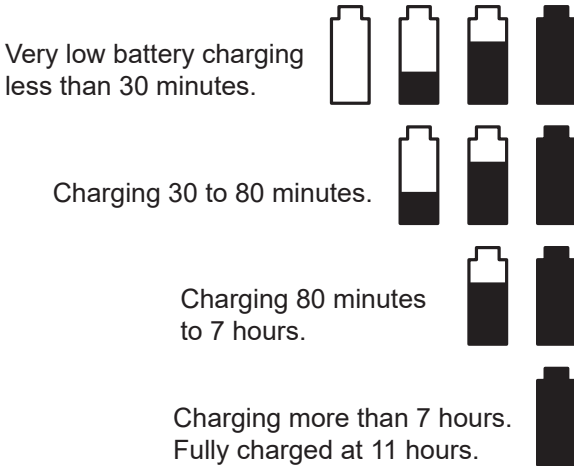 Very low battery charging
less than 30 minutes.
Charging 30 to 80 minutes.
Charging 80 minutes
to 7 hours.
Charging more than 7 hours.
Fully charged at 11 hours.